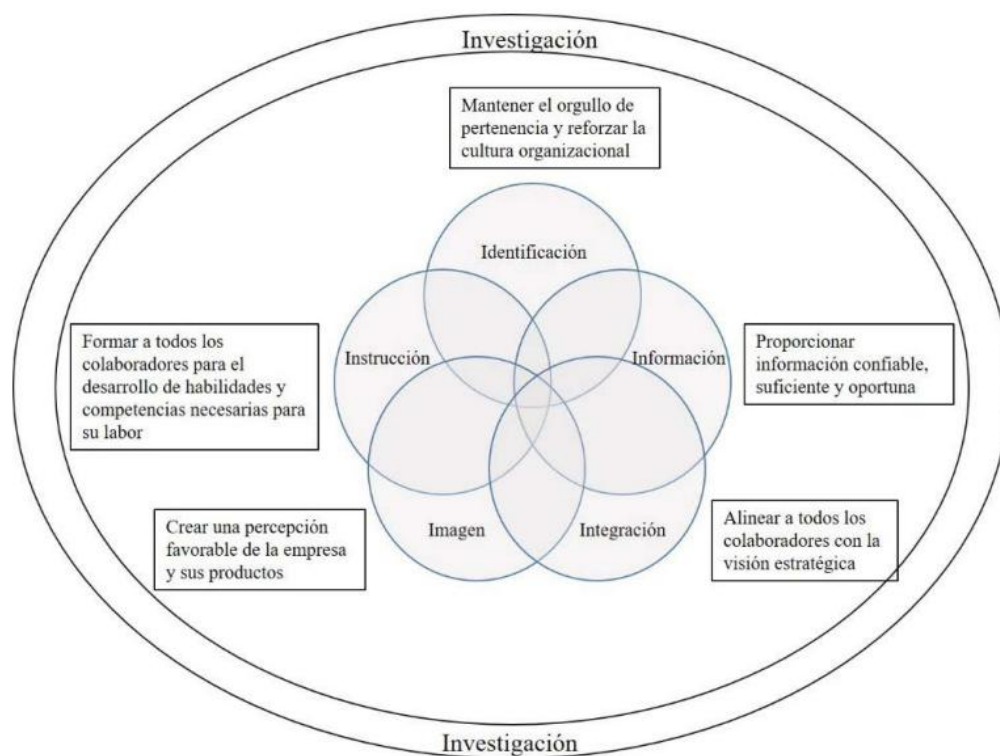 Investigación
Mantener el orgullo de
pertenencia y reforzar la
cultura organizacional
Identificación
Formar a todos los
colaboradores para el
desarrollo de habilidades y
competencias necesarias para
su labor
Instrucción
Información
Proporcionar
información confiable,
suficiente y oportuna
Crear una percepción
favorable de la empresa
y sus productos
Imagen
Integración
Alinear a todos los
colaboradores con la
visión estratégica
Investigación